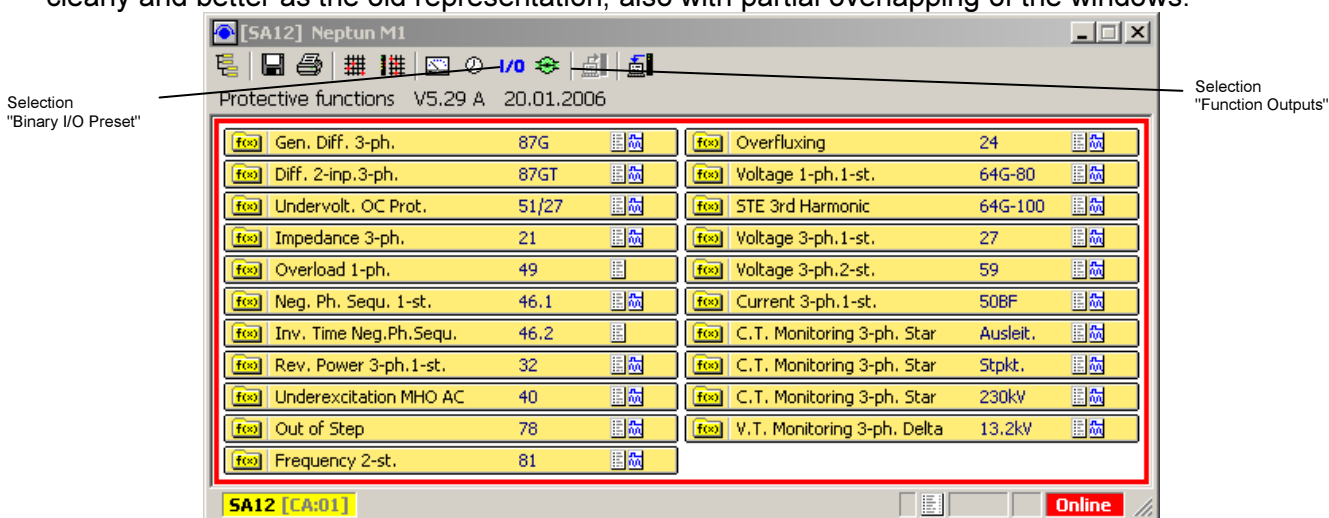 clearly and better as the old representation, also with partial overlapping of the windows.
[SA12] Neptun M1
I/O
Selection
"Binary I/O Preset"
Selection
"Function Outputs"
Protective functions V5.29 A 20.01.2006
f(x) Gen. Diff. 3-ph. 87G
f(x) Overfluxing 24
f(x) Diff. 2-inp.3-ph. 87GT
f(x) Voltage 1-ph.1-st. 64G-80
f(x) Undervolt. OC Prot. 51/27
f(x) STE 3rd Harmonic 64G-100
f(x) Impedance 3-ph. 21
f(x) Voltage 3-ph.1-st. 27
f(x) Overload 1-ph. 49
f(x) Voltage 3-ph.2-st. 59
f(x) Neg. Ph. Sequ. 1-st. 46.1
f(x) Current 3-ph.1-st. 50BF
f(x) Inv. Time Neg.Ph.Sequ. 46.2
f(x) C.T. Monitoring 3-ph. Star Ausleit.
f(x) Rev. Power 3-ph.1-st. 32
f(x) C.T. Monitoring 3-ph. Star Stpkt.
f(x) Underexcitation MHO AC 40
f(x) C.T. Monitoring 3-ph. Star 230kV
f(x) Out of Step 78
f(x) V.T. Monitoring 3-ph. Delta 13.2kV
f(x) Frequency 2-st. 81
SA12 [CA:01]
Online